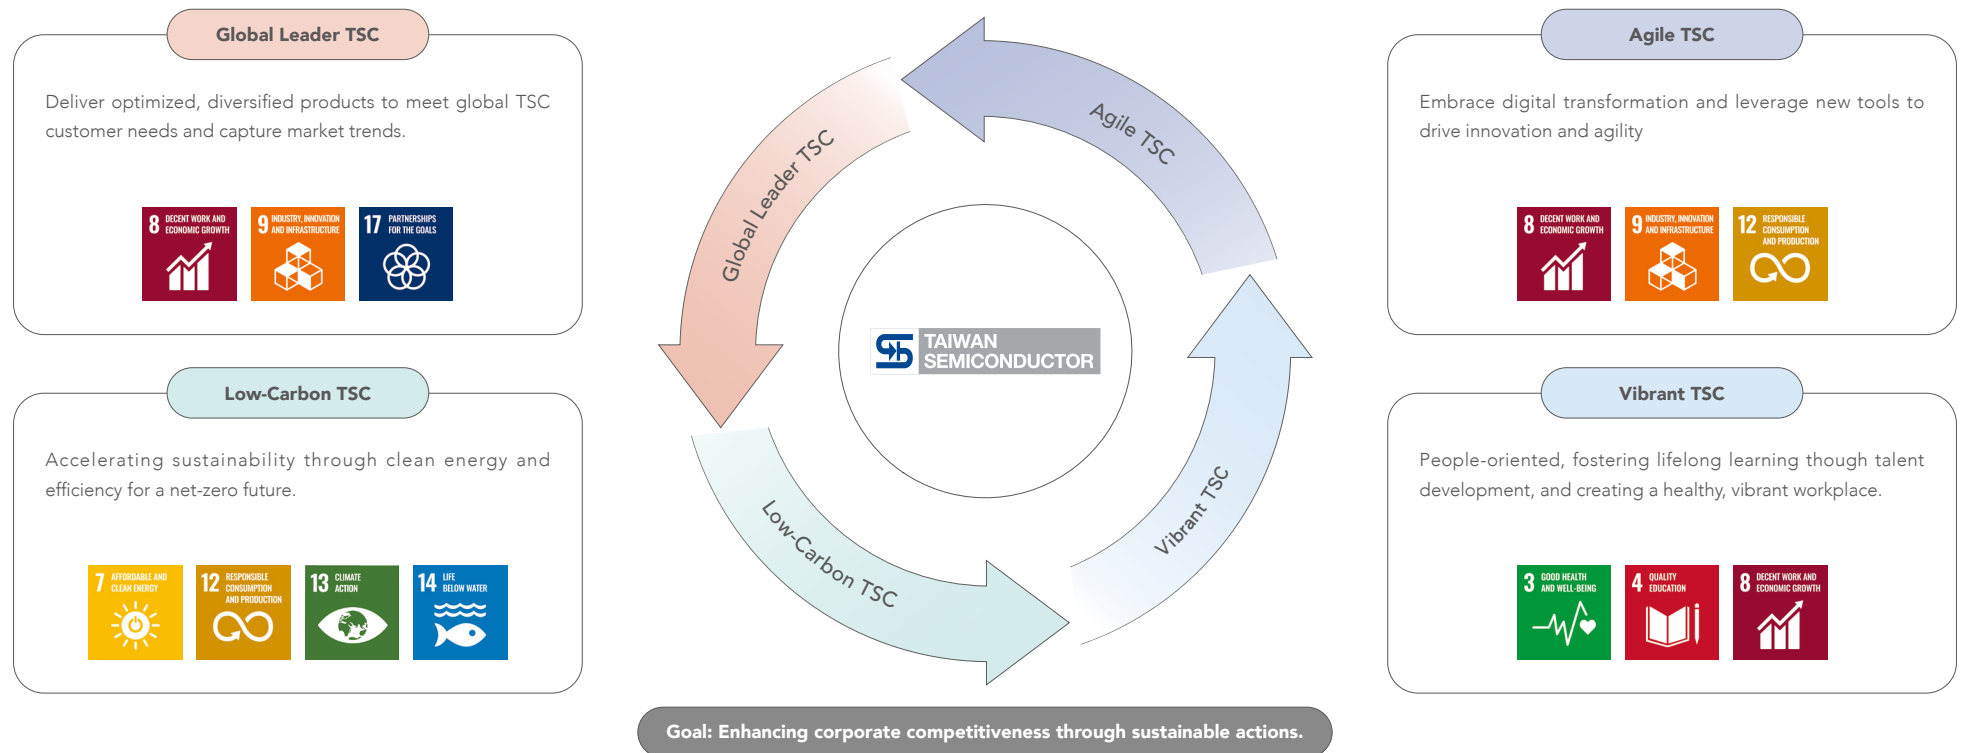 Global Leader TSC
Deliver optimized, diversified products to meet global TSC
customer needs and capture market trends.
8 DECENT WORK AND
ECONOMIC GROWTH
9 INDUSTRY, INNOVATION
AND INFRASTRUCTURE
17 PARTNERSHIPS
FOR THE GOALS
Low-Carbon TSC
Accelerating sustainability through clean energy and
efficiency for a net-zero future.
7 AFFORDABLE AND
CLEAN ENERGY
12 RESPONSIBLE
CONSUMPTION
AND PRODUCTION
13 CLIMATE
ACTION
14 LIFE
BELOW WATER
Global Leader TSC
Agile TSC
Low-Carbon TSC
Vibrant TSC
TAIWAN
SEMICONDUCTOR
Agile TSC
Embrace digital transformation and leverage new tools to
drive innovation and agility
8 DECENT WORK AND
ECONOMIC GROWTH
9 INDUSTRY, INNOVATION
AND INFRASTRUCTURE
12 RESPONSIBLE
CONSUMPTION
AND PRODUCTION
Vibrant TSC
People-oriented, fostering lifelong learning though talent
development, and creating a healthy, vibrant workplace.
3 GOOD HEALTH
AND WELL-BEING
4 QUALITY
EDUCATION
8 DECENT WORK AND
ECONOMIC GROWTH
Goal: Enhancing corporate competitiveness through sustainable actions.